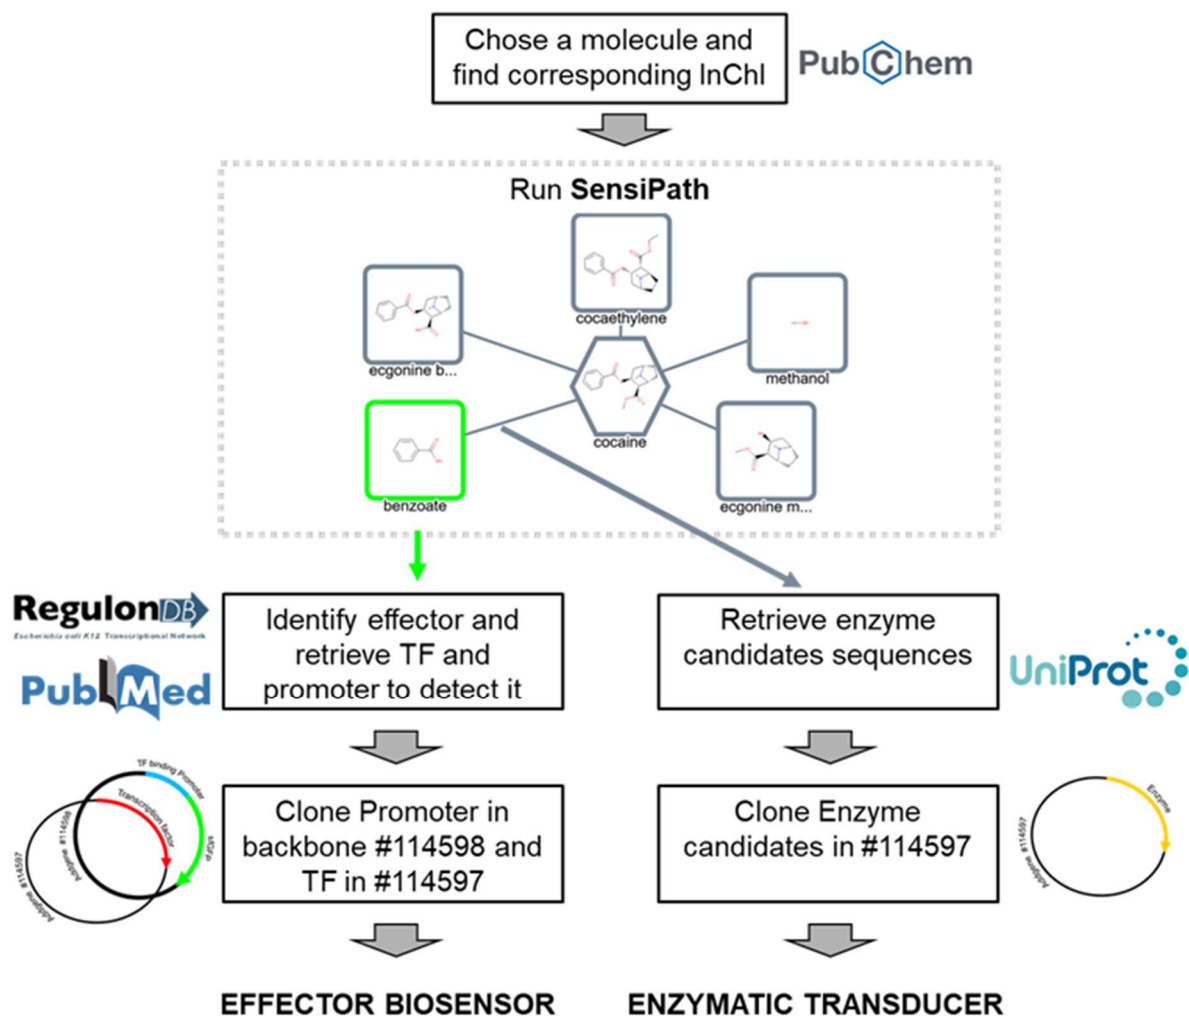 Chose a molecule and
find corresponding InChI
PubChem
Run SensiPath
cocaethylene
ecgonine b...
methanol
cocaine
benzoate
ecgonine m...
RegulonDB
Escherichia coli K12 Transcriptional Network
PubMed
Identify effector and
retrieve TF and
promoter to detect it
Retrieve enzyme
candidates sequences
UniProt
TF binding Promoter
Transcription factor
sfGFp
Addgene #114598
Addgene #114597
Clone Promoter in
backbone #114598 and
TF in #114597
Clone Enzyme
candidates in #114597
Enzyme
Addgene #114597
EFFECTOR BIOSENSOR
ENZYMATIC TRANSDUCER